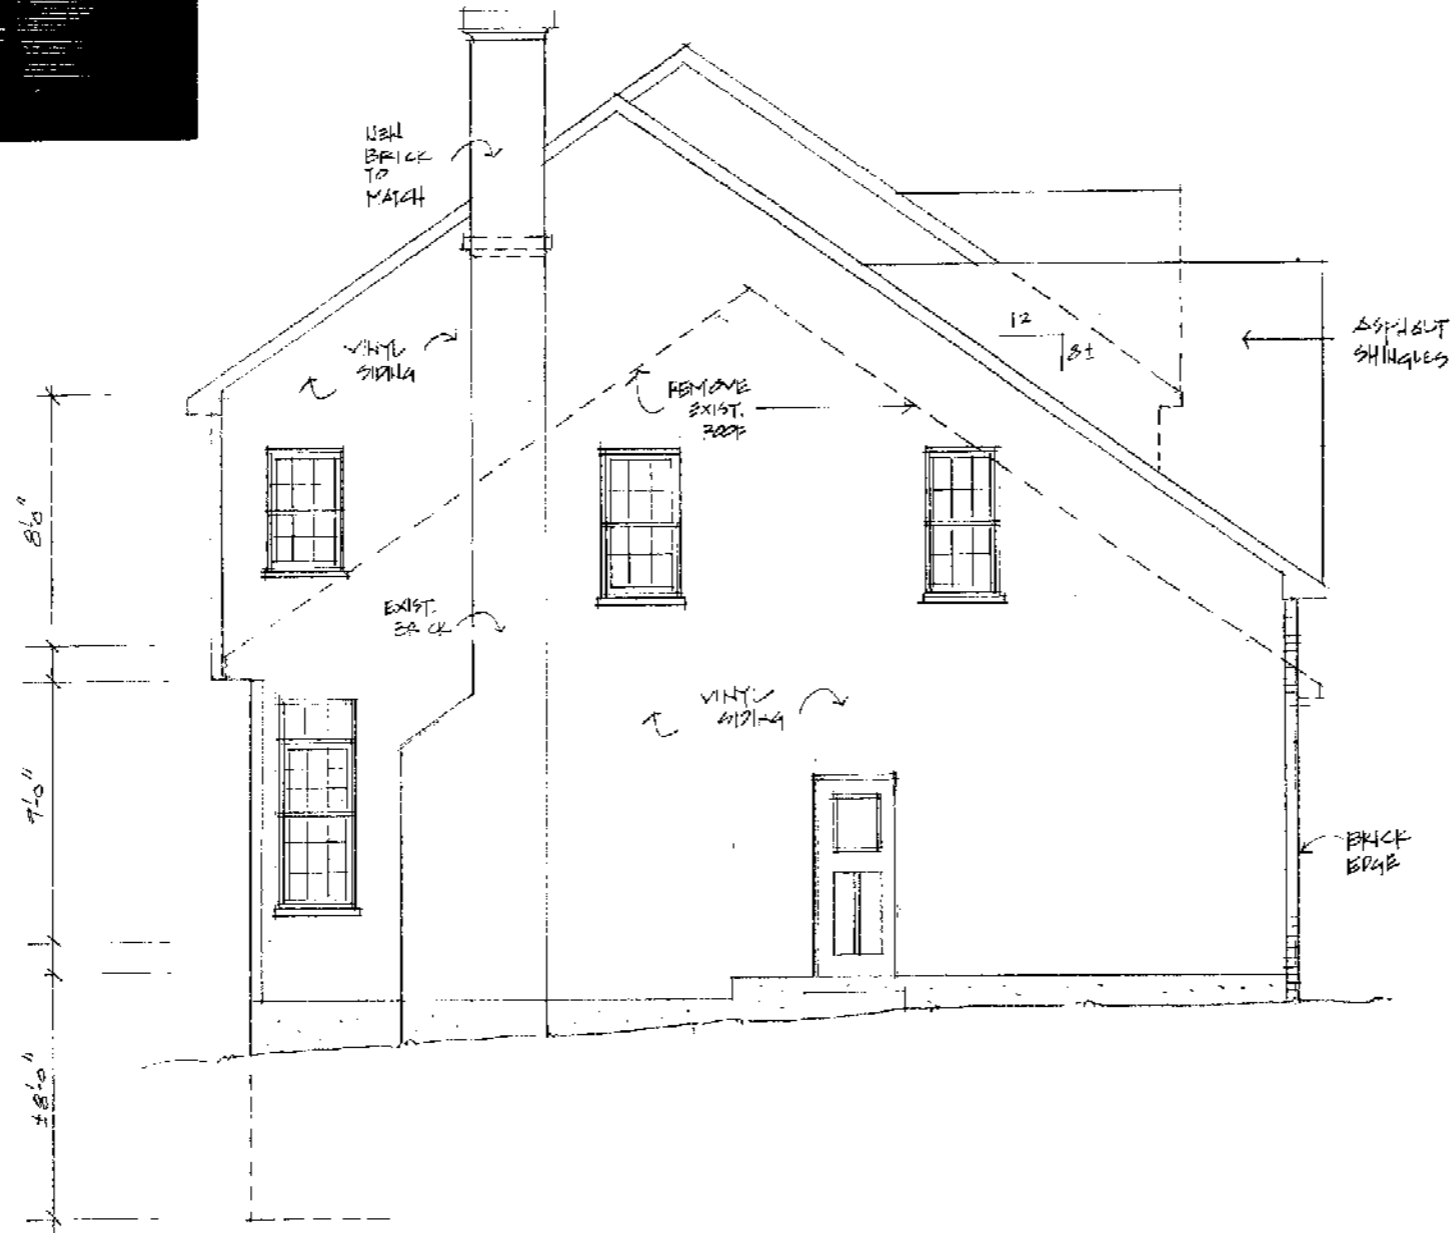 NEW
BRICK
TO
MATCH
VINYL
SIDING
12
8±
ASPHALT
SHINGLES
REMOVE
EXIST.
ROOF
8'-0"
EXIST.
BRICK
VINYL
SIDING
9'-0"
BRICK
EDGE
±8'-0"